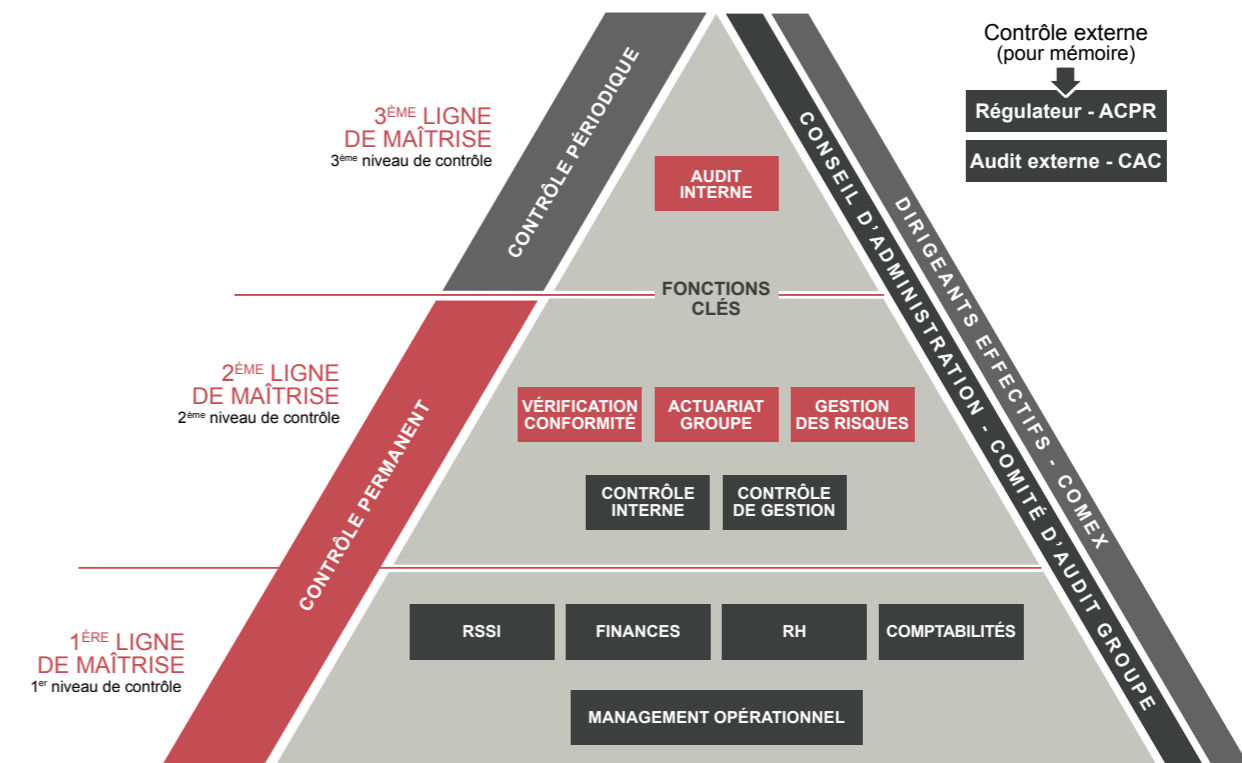 Contrôle externe
(pour mémoire)
Régulateur - ACPR
Audit externe - CAC
3ÈME LIGNE
DE MAÎTRISE
3ème niveau de contrôle
CONTRÔLE PÉRIODIQUE
AUDIT
INTERNE
CONSEIL D'ADMINISTRATION - COMITÉ D'AUDIT GROUPE
DIRIGEANTS EFFECTIFS - COMEX
FONCTIONS
CLÉS
2ÈME LIGNE
DE MAÎTRISE
2ème niveau de contrôle
CONTRÔLE PERMANENT
VÉRIFICATION
CONFORMITÉ
ACTUARIAT
GROUPE
GESTION
DES RISQUES
CONTRÔLE
INTERNE
CONTRÔLE
DE GESTION
1ÈRE LIGNE
DE MAÎTRISE
1er niveau de contrôle
RSSI
FINANCES
RH
COMPTABILITÉS
MANAGEMENT OPÉRATIONNEL